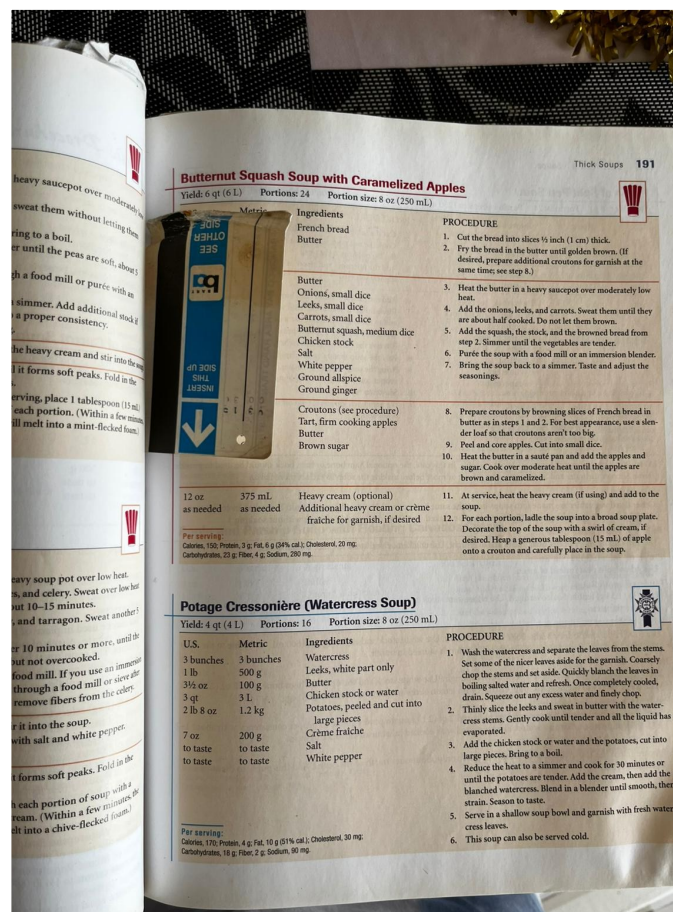 heavy saucepot over moderately low
sweat them without letting them
ring to a boil.
er until the peas are soft, about 5
gh a food mill or purée with an
simmer. Add additional stock if
a proper consistency.
the heavy cream and stir into the soup
l it forms soft peaks. Fold in the
erving, place 1 tablespoon (15 mL)
each portion. (Within a few minutes
ill melt into a mint-flecked foam.)
eavy soup pot over low heat.
s, and celery. Sweat over low heat
out 10–15 minutes.
, and tarragon. Sweat another 5
er 10 minutes or more, until the
but not overcooked.
food mill. If you use an immersion
through a food mill or sieve after
remove fibers from the celery.
r it into the soup.
with salt and white pepper.
t forms soft peaks. Fold in the
h each portion of soup with a
ream. (Within a few minutes, the
elt into a chive-flecked foam.)
Thick Soups 191
Butternut Squash Soup with Caramelized Apples
Yield: 6 qt (6 L) Portions: 24 Portion size: 8 oz (250 mL)
Metric Ingredients
French bread
Butter
Butter
Onions, small dice
Leeks, small dice
Carrots, small dice
Butternut squash, medium dice
Chicken stock
Salt
White pepper
Ground allspice
Ground ginger
Croutons (see procedure)
Tart, firm cooking apples
Butter
Brown sugar
12 oz 375 mL Heavy cream (optional)
as needed as needed Additional heavy cream or crème
fraîche for garnish, if desired
Per serving:
Calories, 150; Protein, 3 g; Fat, 6 g (34% cal.); Cholesterol, 20 mg;
Carbohydrates, 23 g; Fiber, 4 g; Sodium, 280 mg.
PROCEDURE
1. Cut the bread into slices ½ inch (1 cm) thick.
2. Fry the bread in the butter until golden brown. (If
desired, prepare additional croutons for garnish at the
same time; see step 8.)
3. Heat the butter in a heavy saucepot over moderately low
heat.
4. Add the onions, leeks, and carrots. Sweat them until they
are about half cooked. Do not let them brown.
5. Add the squash, the stock, and the browned bread from
step 2. Simmer until the vegetables are tender.
6. Purée the soup with a food mill or an immersion blender.
7. Bring the soup back to a simmer. Taste and adjust the
seasonings.
8. Prepare croutons by browning slices of French bread in
butter as in steps 1 and 2. For best appearance, use a slen-
der loaf so that croutons aren't too big.
9. Peel and core apples. Cut into small dice.
10. Heat the butter in a sauté pan and add the apples and
sugar. Cook over moderate heat until the apples are
brown and caramelized.
11. At service, heat the heavy cream (if using) and add to the
soup.
12. For each portion, ladle the soup into a broad soup plate.
Decorate the top of the soup with a swirl of cream, if
desired. Heap a generous tablespoon (15 mL) of apple
onto a crouton and carefully place in the soup.
INSERT
THIS
SIDE UP
SEE
OTHER
SIDE
Potage Cressonière (Watercress Soup)
Yield: 4 qt (4 L) Portions: 16 Portion size: 8 oz (250 mL)
U.S. Metric Ingredients
3 bunches 3 bunches Watercress
1 lb 500 g Leeks, white part only
3½ oz 100 g Butter
3 qt 3 L Chicken stock or water
2 lb 8 oz 1.2 kg Potatoes, peeled and cut into
large pieces
7 oz 200 g Crème fraîche
to taste to taste Salt
to taste to taste White pepper
Per serving:
Calories, 170; Protein, 4 g; Fat, 10 g (51% cal.); Cholesterol, 30 mg;
Carbohydrates, 18 g; Fiber, 2 g; Sodium, 90 mg.
PROCEDURE
1. Wash the watercress and separate the leaves from the stems.
Set some of the nicer leaves aside for the garnish. Coarsely
chop the stems and set aside. Quickly blanch the leaves in
boiling salted water and refresh. Once completely cooled,
drain. Squeeze out any excess water and finely chop.
2. Thinly slice the leeks and sweat in butter with the water-
cress stems. Gently cook until tender and all the liquid has
evaporated.
3. Add the chicken stock or water and the potatoes, cut into
large pieces. Bring to a boil.
4. Reduce the heat to a simmer and cook for 30 minutes or
until the potatoes are tender. Add the cream, then add the
blanched watercress. Blend in a blender until smooth, then
strain. Season to taste.
5. Serve in a shallow soup bowl and garnish with fresh water
cress leaves.
6. This soup can also be served cold.